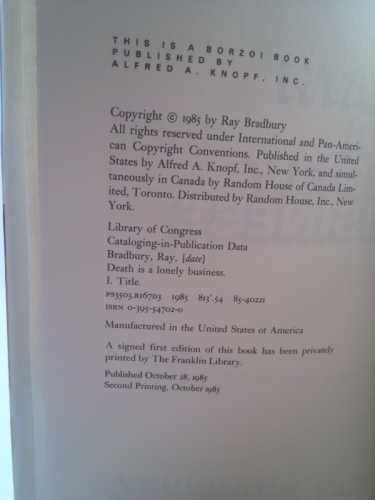 THIS IS A BORZOI BOOK
PUBLISHED BY
ALFRED A. KNOPF, INC.
Copyright © 1985 by Ray Bradbury
All rights reserved under International and Pan-Ameri-
can Copyright Conventions. Published in the United
States by Alfred A. Knopf, Inc., New York, and simul-
taneously in Canada by Random House of Canada Lim-
ited, Toronto. Distributed by Random House, Inc., New
York.
Library of Congress
Cataloging-in-Publication Data
Bradbury, Ray, [date]
Death is a lonely business.
I. Title.
PS3503.R167D3 1985 813'.54 85-40221
ISBN 0-395-54702-0
Manufactured in the United States of America
A signed first edition of this book has been privately
printed by The Franklin Library.
Published October 28, 1985
Second Printing, October 1985